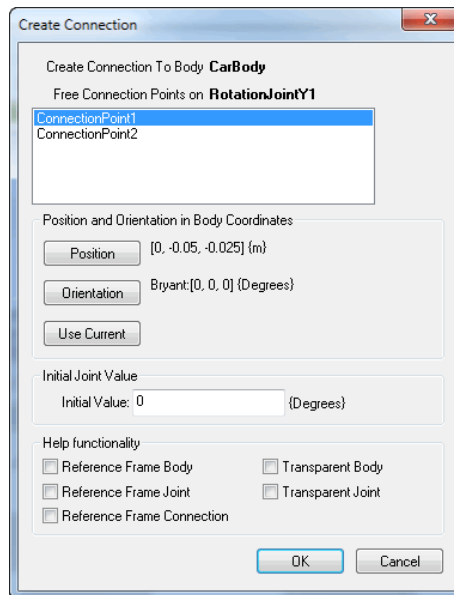 Create Connection
Create Connection To Body CarBody
Free Connection Points on RotationJointY1
ConnectionPoint1
ConnectionPoint2
Position and Orientation in Body Coordinates
Position [0, -0.05, -0.025] {m}
Orientation Bryant:[0, 0, 0] {Degrees}
Use Current
Initial Joint Value
Initial Value: 0 {Degrees}
Help functionality
Reference Frame Body Transparent Body
Reference Frame Joint Transparent Joint
Reference Frame Connection
OK Cancel